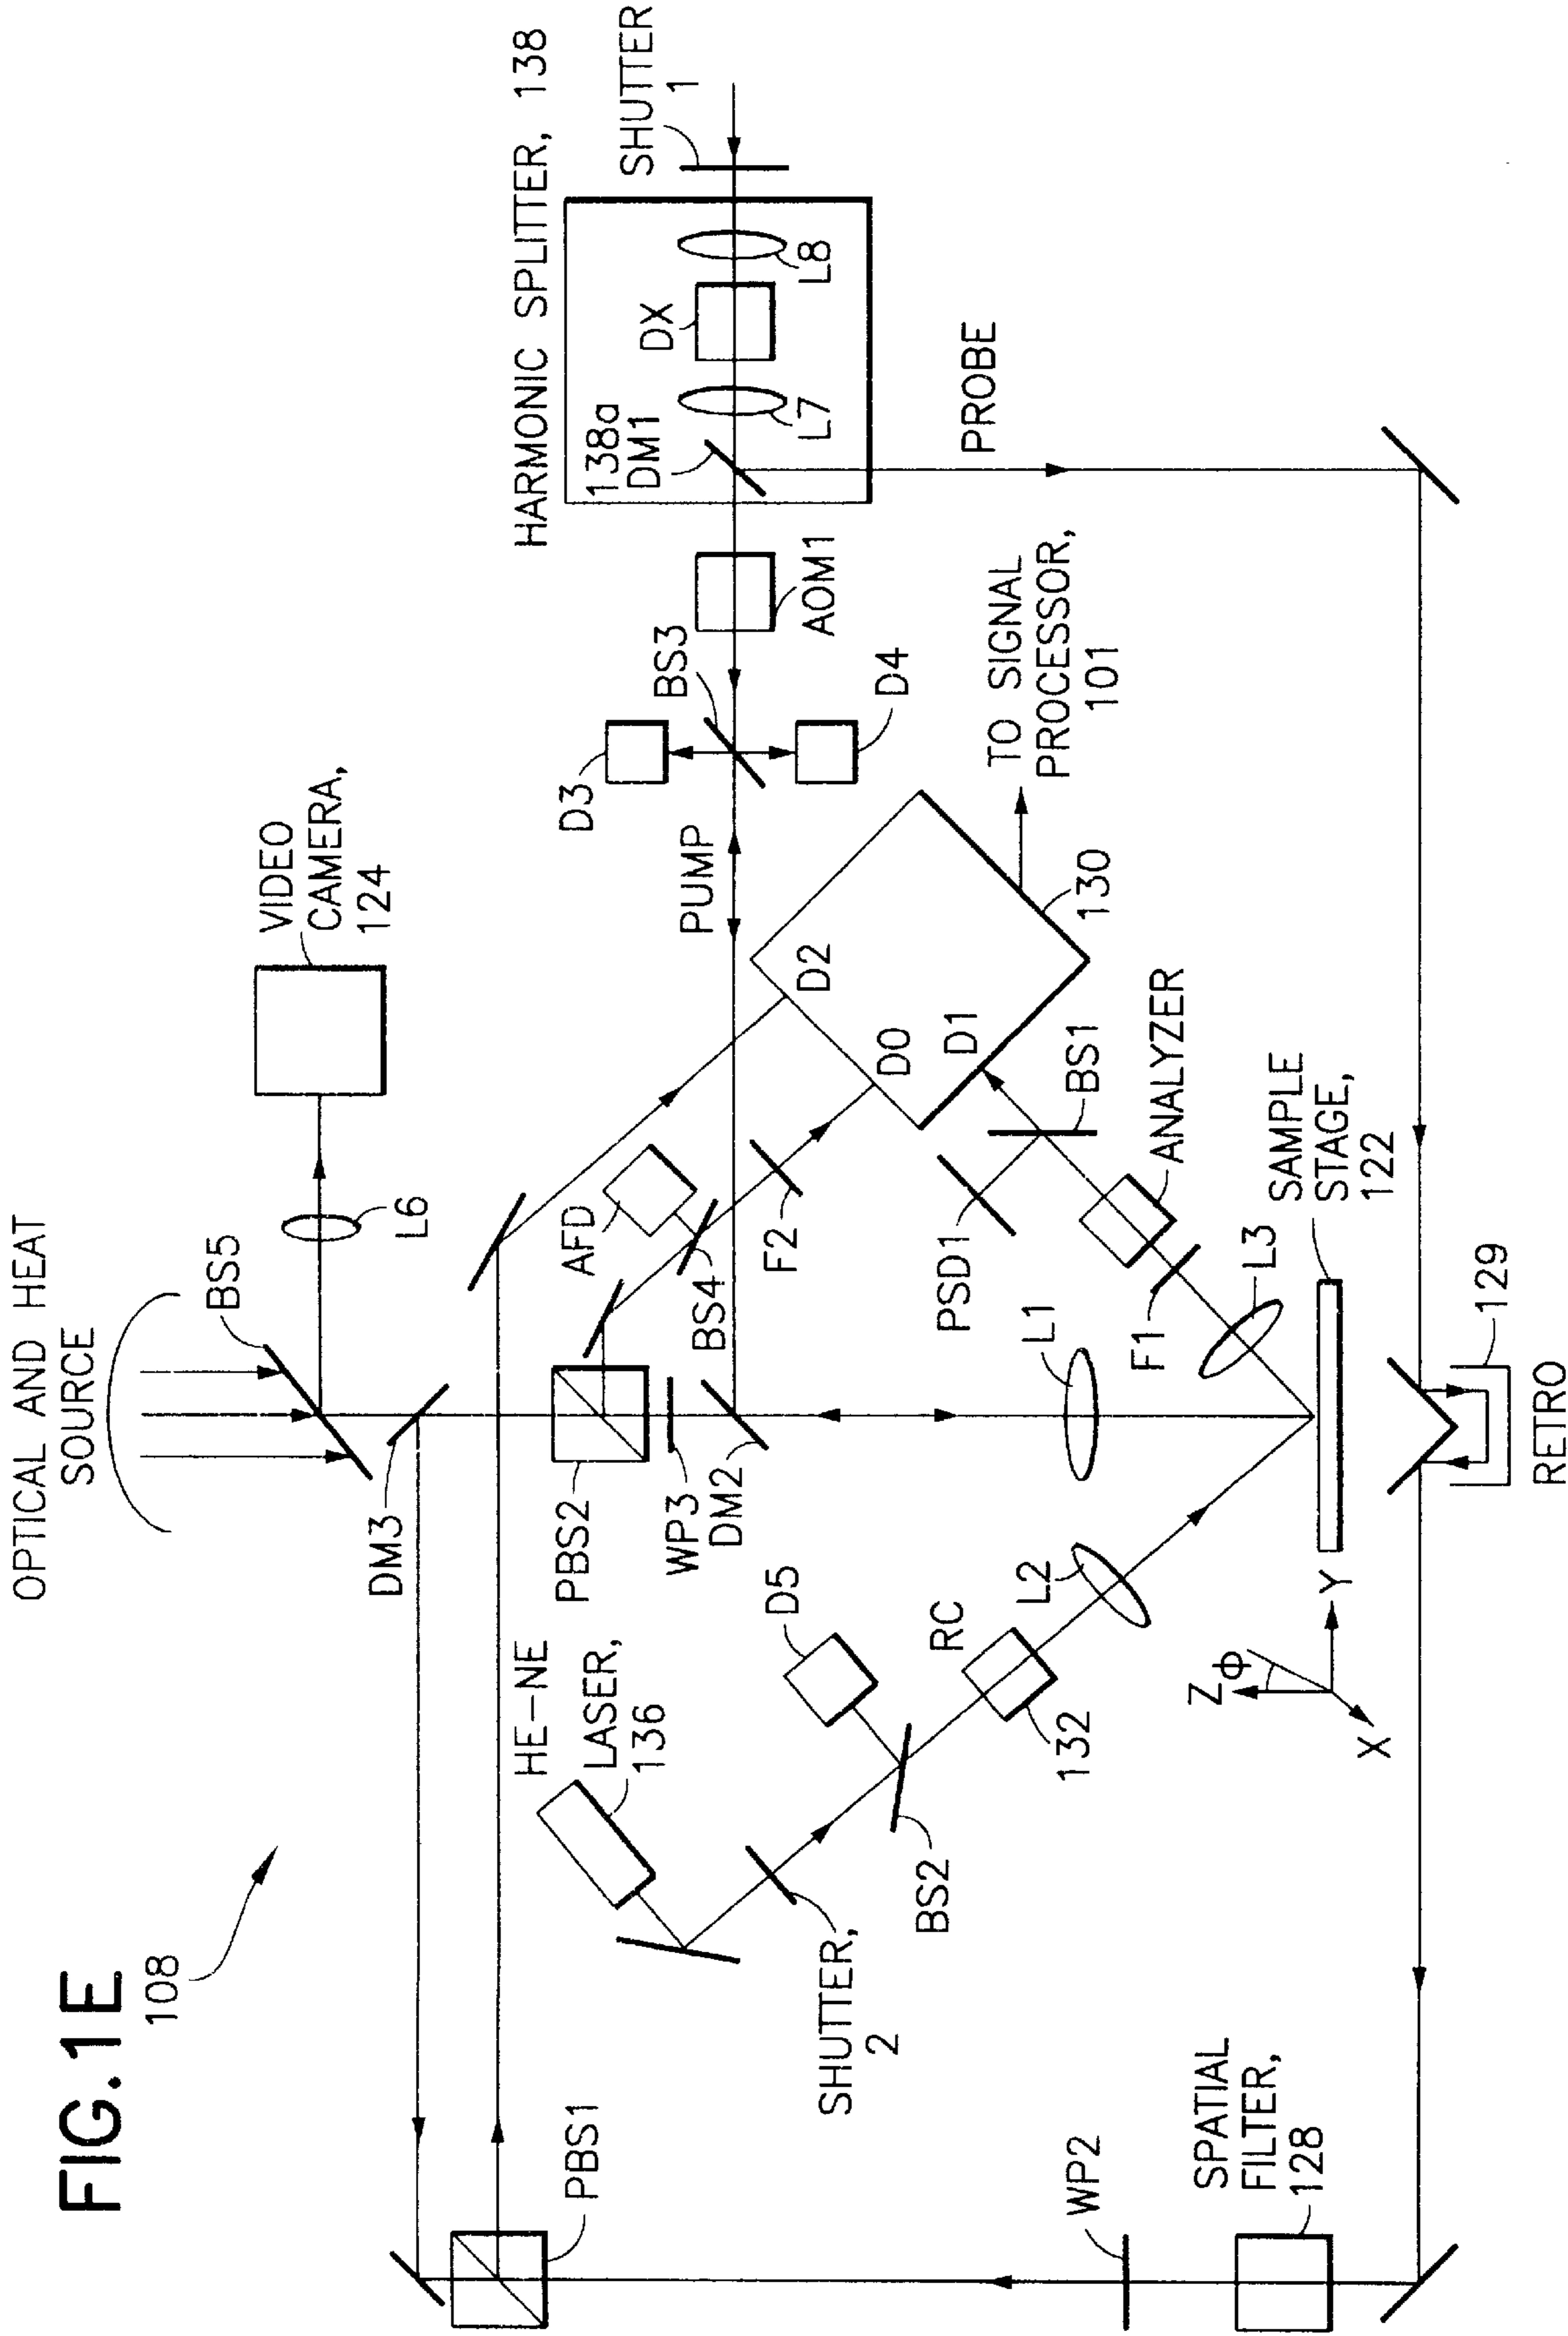 FIG.1E
108
OPTICAL AND HEAT
SOURCE
BS5
L6
VIDEO
CAMERA,
124
DM3
HE-NE
LASER,
136
PBS1
PBS2
WP3
DM2
AFD
BS4
F2
D2
D0
D1
130
TO SIGNAL
PROCESSOR,
101
PUMP
D3
BS3
D4
AOM1
HARMONIC SPLITTER, 138
138a
DM1
L7
DX
L8
SHUTTER
1
PROBE
SHUTTER,
2
BS2
D5
RC
132
L2
L1
PSD1
BS1
ANALYZER
F1
L3
SAMPLE
STAGE,
122
Z
Φ
Y
X
WP2
SPATIAL
FILTER,
128
129
RETRO